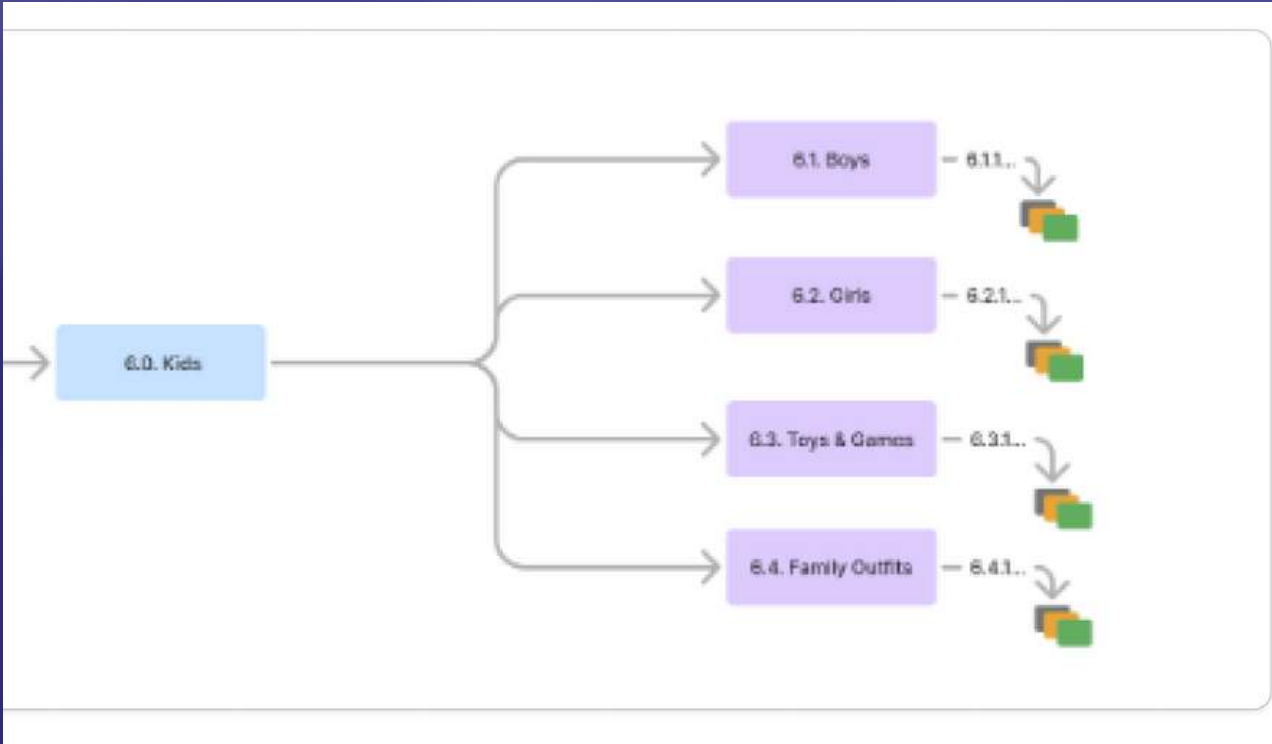 6.1. Boys
6.1.1...
6.2. Girls
6.2.1...
6.0. Kids
6.3. Toys & Games
6.3.1...
6.4. Family Outfits
6.4.1...